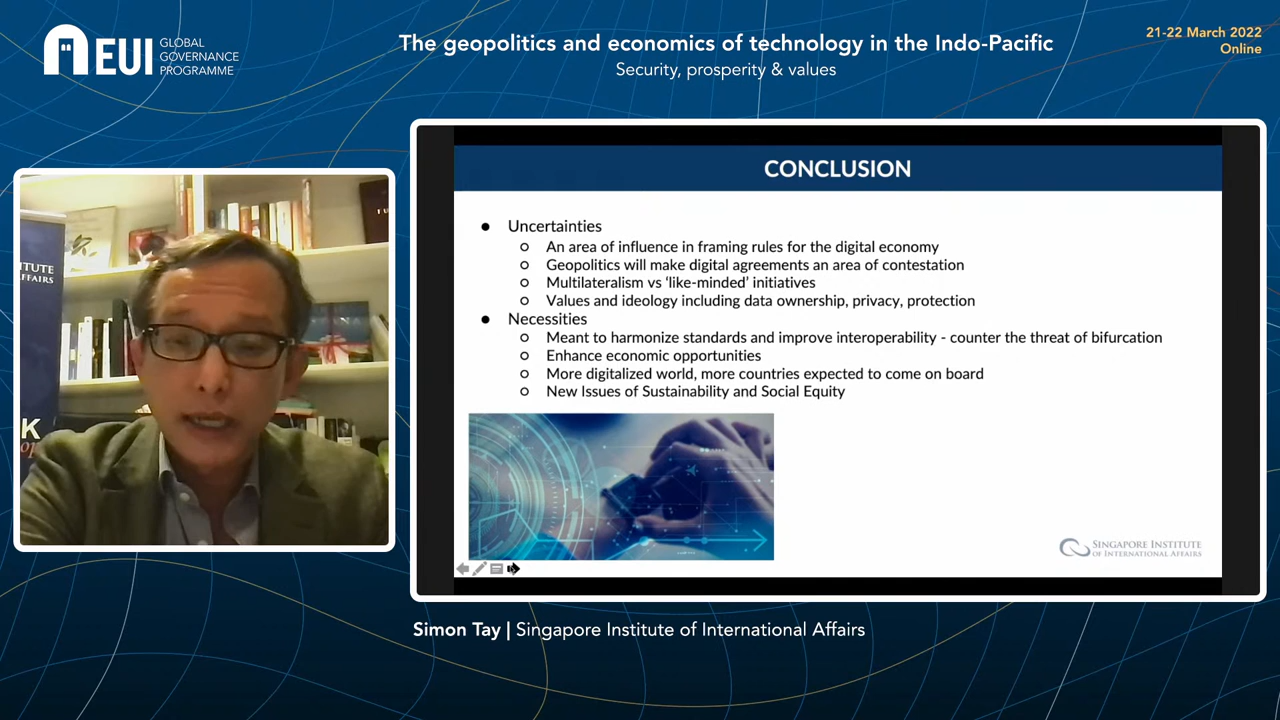 EUI
GLOBAL
GOVERNANCE
PROGRAMME
The geopolitics and economics of technology in the Indo-Pacific
Security, prosperity & values
21-22 March 2022
Online
CONCLUSION
● Uncertainties
○ An area of influence in framing rules for the digital economy
○ Geopolitics will make digital agreements an area of contestation
○ Multilateralism vs ‘like-minded’ initiatives
○ Values and ideology including data ownership, privacy, protection
● Necessities
○ Meant to harmonize standards and improve interoperability - counter the threat of bifurcation
○ Enhance economic opportunities
○ More digitalized world, more countries expected to come on board
○ New Issues of Sustainability and Social Equity
SINGAPORE INSTITUTE
OF INTERNATIONAL AFFAIRS
Simon Tay | Singapore Institute of International Affairs